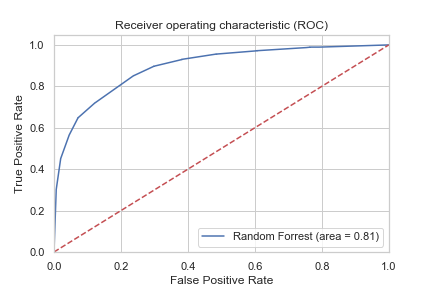 Receiver operating characteristic (ROC)
True Positive Rate
1.0
0.8
0.6
0.4
0.2
0.0
Random Forrest (area = 0.81)
0.0 0.2 0.4 0.6 0.8 1.0
False Positive Rate